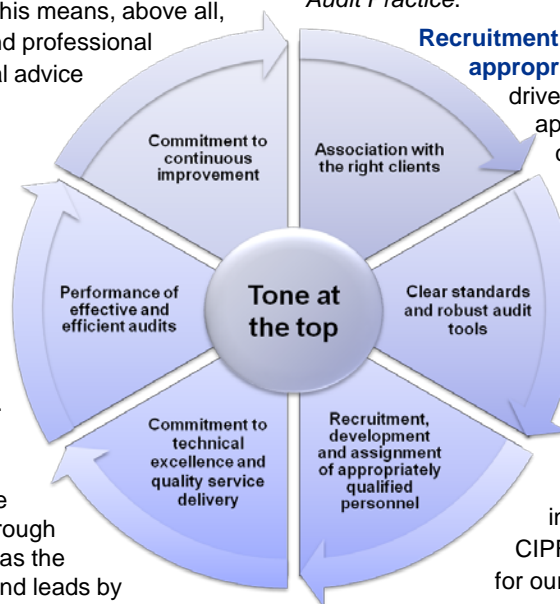 his means, above all,
nd professional
al advice
Audit Practice.
Recruitment
appropri
drive
ap
c
Commitment to
continuous
improvement
Association with
the right clients
Performance of
effective and
efficient audits
Tone at
the top
Clear standards
and robust audit
tools
Commitment to
technical
excellence and
quality service
delivery
Recruitment,
development
and assignment
of appropriately
qualified
personnel
e
rough
as the
nd leads by
in
CIPF
for our